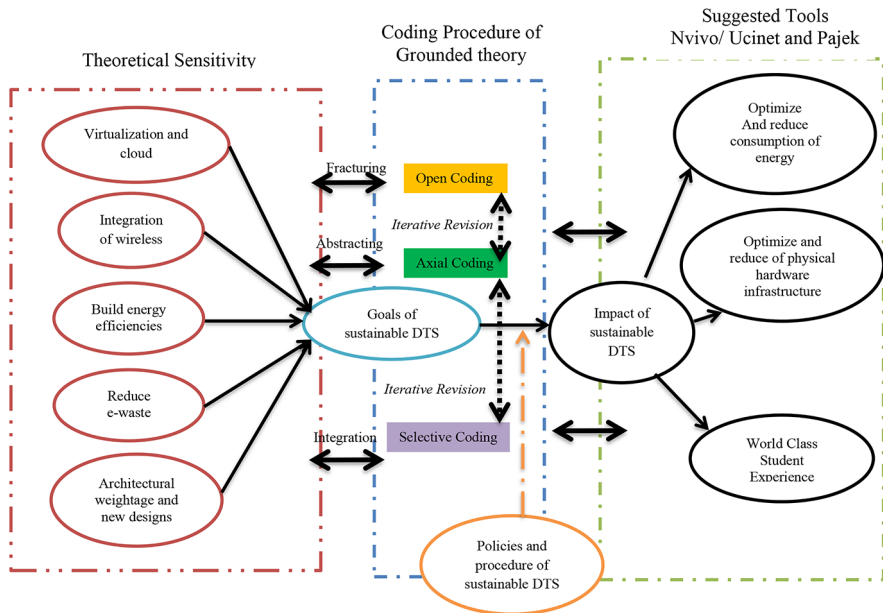 Theoretical Sensitivity
Coding Procedure of
Grounded theory
Suggested Tools
Nvivo/ Ucinet and Pajek
Virtualization and
cloud
Integration
of wireless
Build energy
efficiencies
Reduce
e-waste
Architectural
weightage and
new designs
Fracturing
Abstracting
Integration
Open Coding
Iterative Revision
Axial Coding
Goals of
sustainable DTS
Iterative Revision
Selective Coding
Policies and
procedure of
sustainable DTS
Impact of
sustainable
DTS
Optimize
And reduce
consumption of
energy
Optimize and
reduce of physical
hardware
infrastructure
World Class
Student
Experience